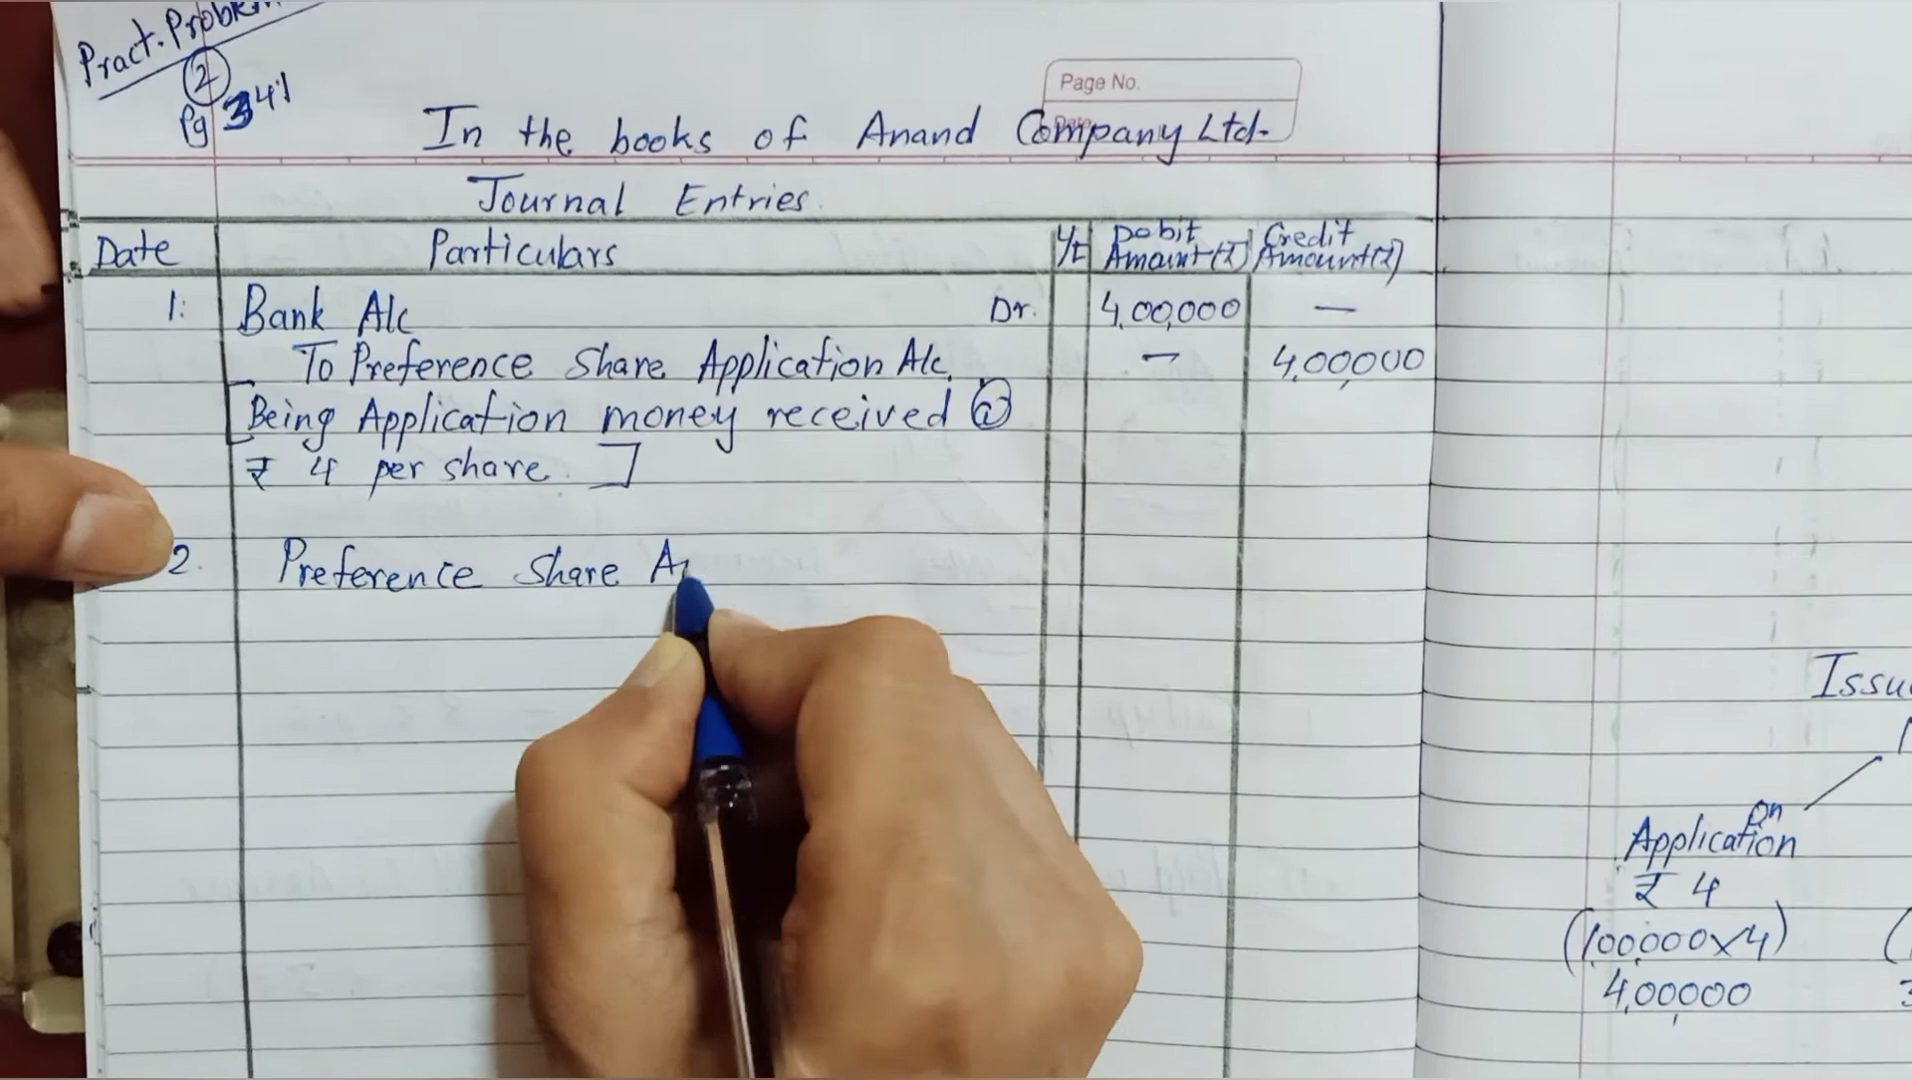 Pract. Problem
2
Pg 341
Page No.
In the books of Anand Company Ltd.
Journal Entries.
Date Particulars Debit Amount (₹) Credit Amount (₹)
1. Bank A/c Dr. 4,00,000 —
To Preference Share Application A/c. — 4,00,000
[Being Application money received @
₹ 4 per share.]
2. Preference Share A
Issu
on
Application
₹ 4
(1,00,000x4)
4,00,000